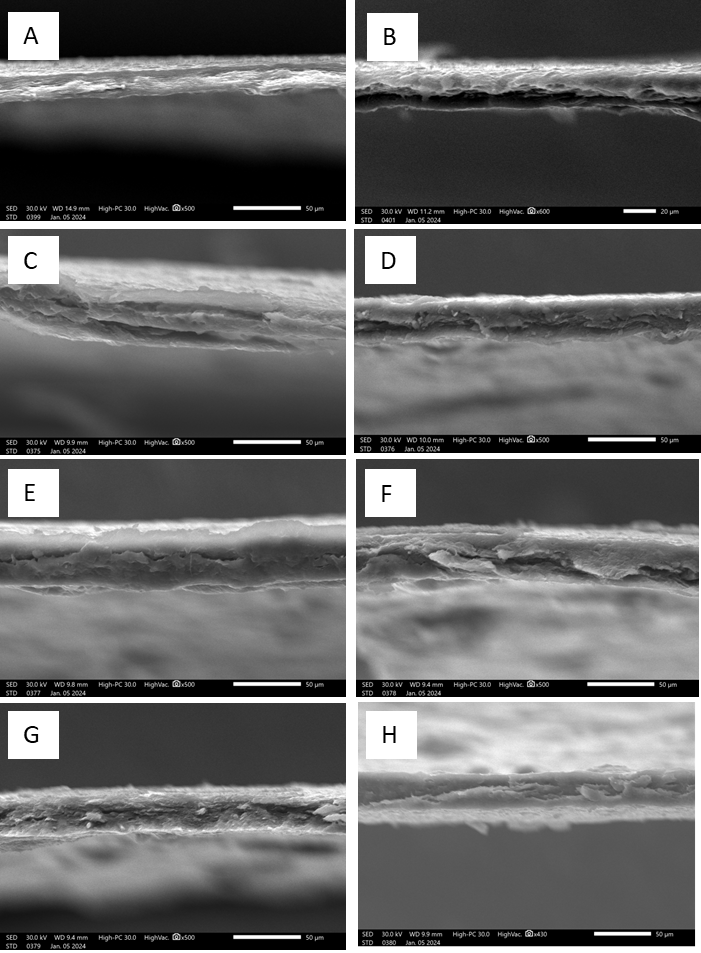 A
SED 30.0 kV WD 14.9 mm High-PC 30.0 HighVac. x500 50 µm
STD 0399 Jan. 05 2024
B
SED 30.0 kV WD 11.2 mm High-PC 30.0 HighVac. x600 20 µm
STD 0401 Jan. 05 2024
C
SED 30.0 kV WD 9.9 mm High-PC 30.0 HighVac. x500 50 µm
STD 0375 Jan. 05 2024
D
SED 30.0 kV WD 10.0 mm High-PC 30.0 HighVac. x500 50 µm
STD 0376 Jan. 05 2024
E
SED 30.0 kV WD 9.8 mm High-PC 30.0 HighVac. x500 50 µm
STD 0377 Jan. 05 2024
F
SED 30.0 kV WD 9.4 mm High-PC 30.0 HighVac. x500 50 µm
STD 0378 Jan. 05 2024
G
SED 30.0 kV WD 9.4 mm High-PC 30.0 HighVac. x500 50 µm
STD 0379 Jan. 05 2024
H
SED 30.0 kV WD 9.9 mm High-PC 30.0 HighVac. x430 50 µm
STD 0380 Jan. 05 2024